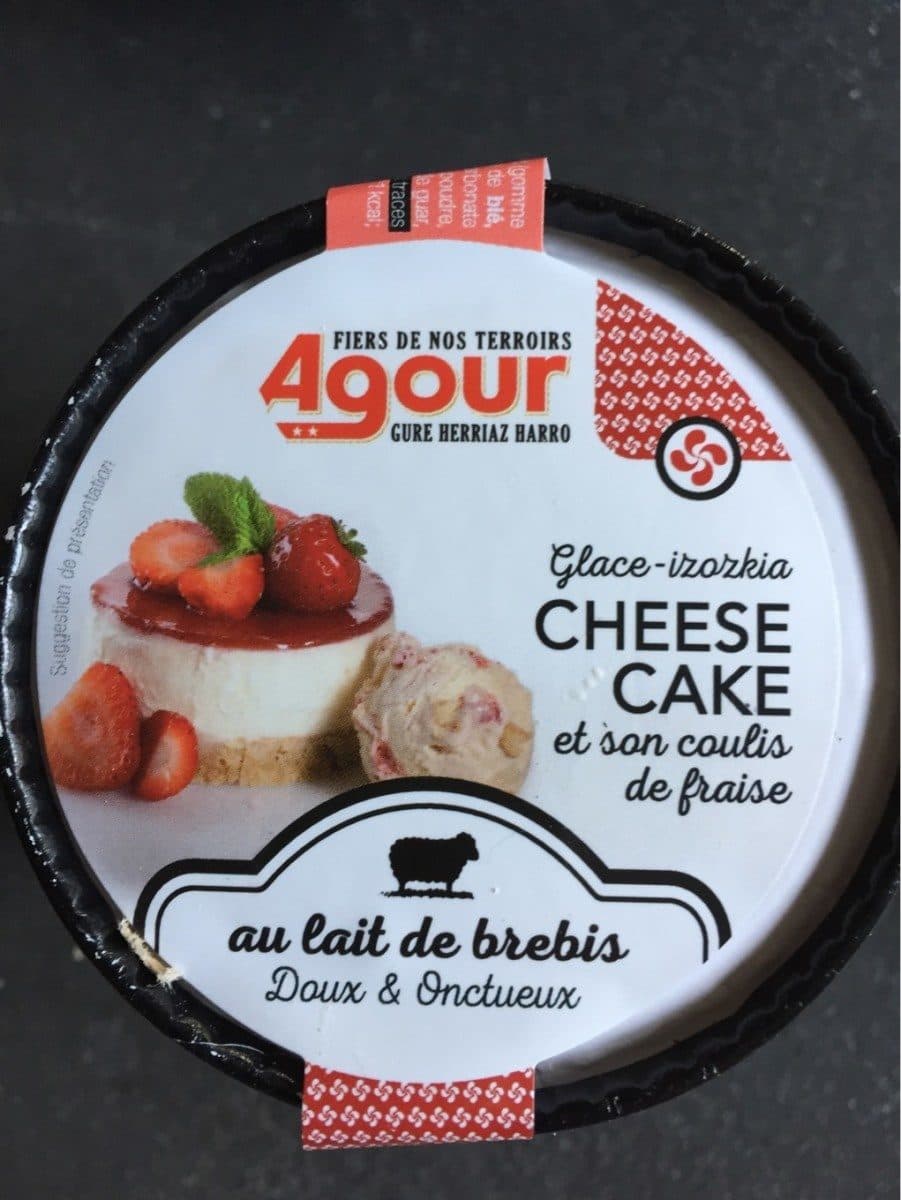 gomme
de blé,
poudre,
guar,
traces
kcal;
FIERS DE NOS TERROIRS
Agour
GURE HERRIAZ HARRO
Suggestion de présentation
Glace-izozkia
CHEESE
CAKE
et son coulis
de fraise
au lait de brebis
Doux & Onctueux